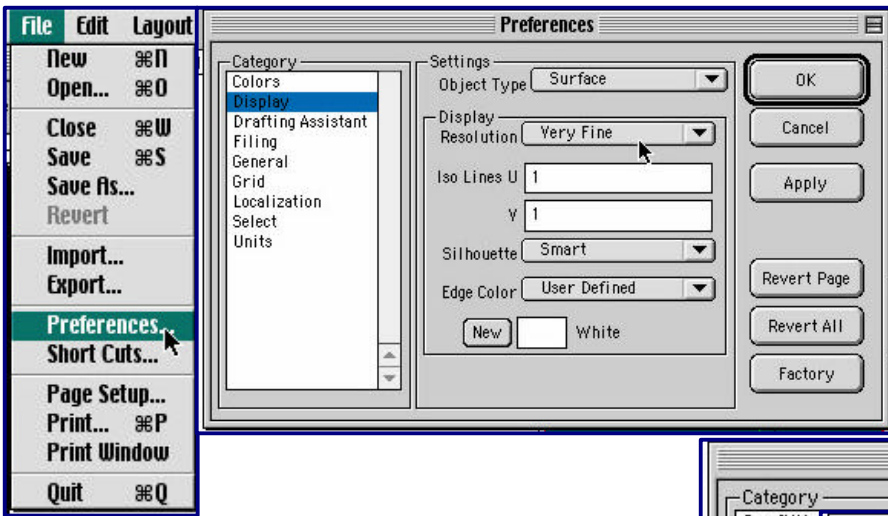 File Edit Layout
New ⌘N
Open... ⌘O
Close ⌘W
Save ⌘S
Save As...
Revert
Import...
Export...
Preferences...
Short Cuts...
Page Setup...
Print... ⌘P
Print Window
Quit ⌘Q
Preferences
Category
Colors
Display
Drafting Assistant
Filing
General
Grid
Localization
Select
Units
Settings
Object Type Surface
Display
Resolution Very Fine
Iso Lines U 1
V 1
Silhouette Smart
Edge Color User Defined
New White
OK
Cancel
Apply
Revert Page
Revert All
Factory
Category